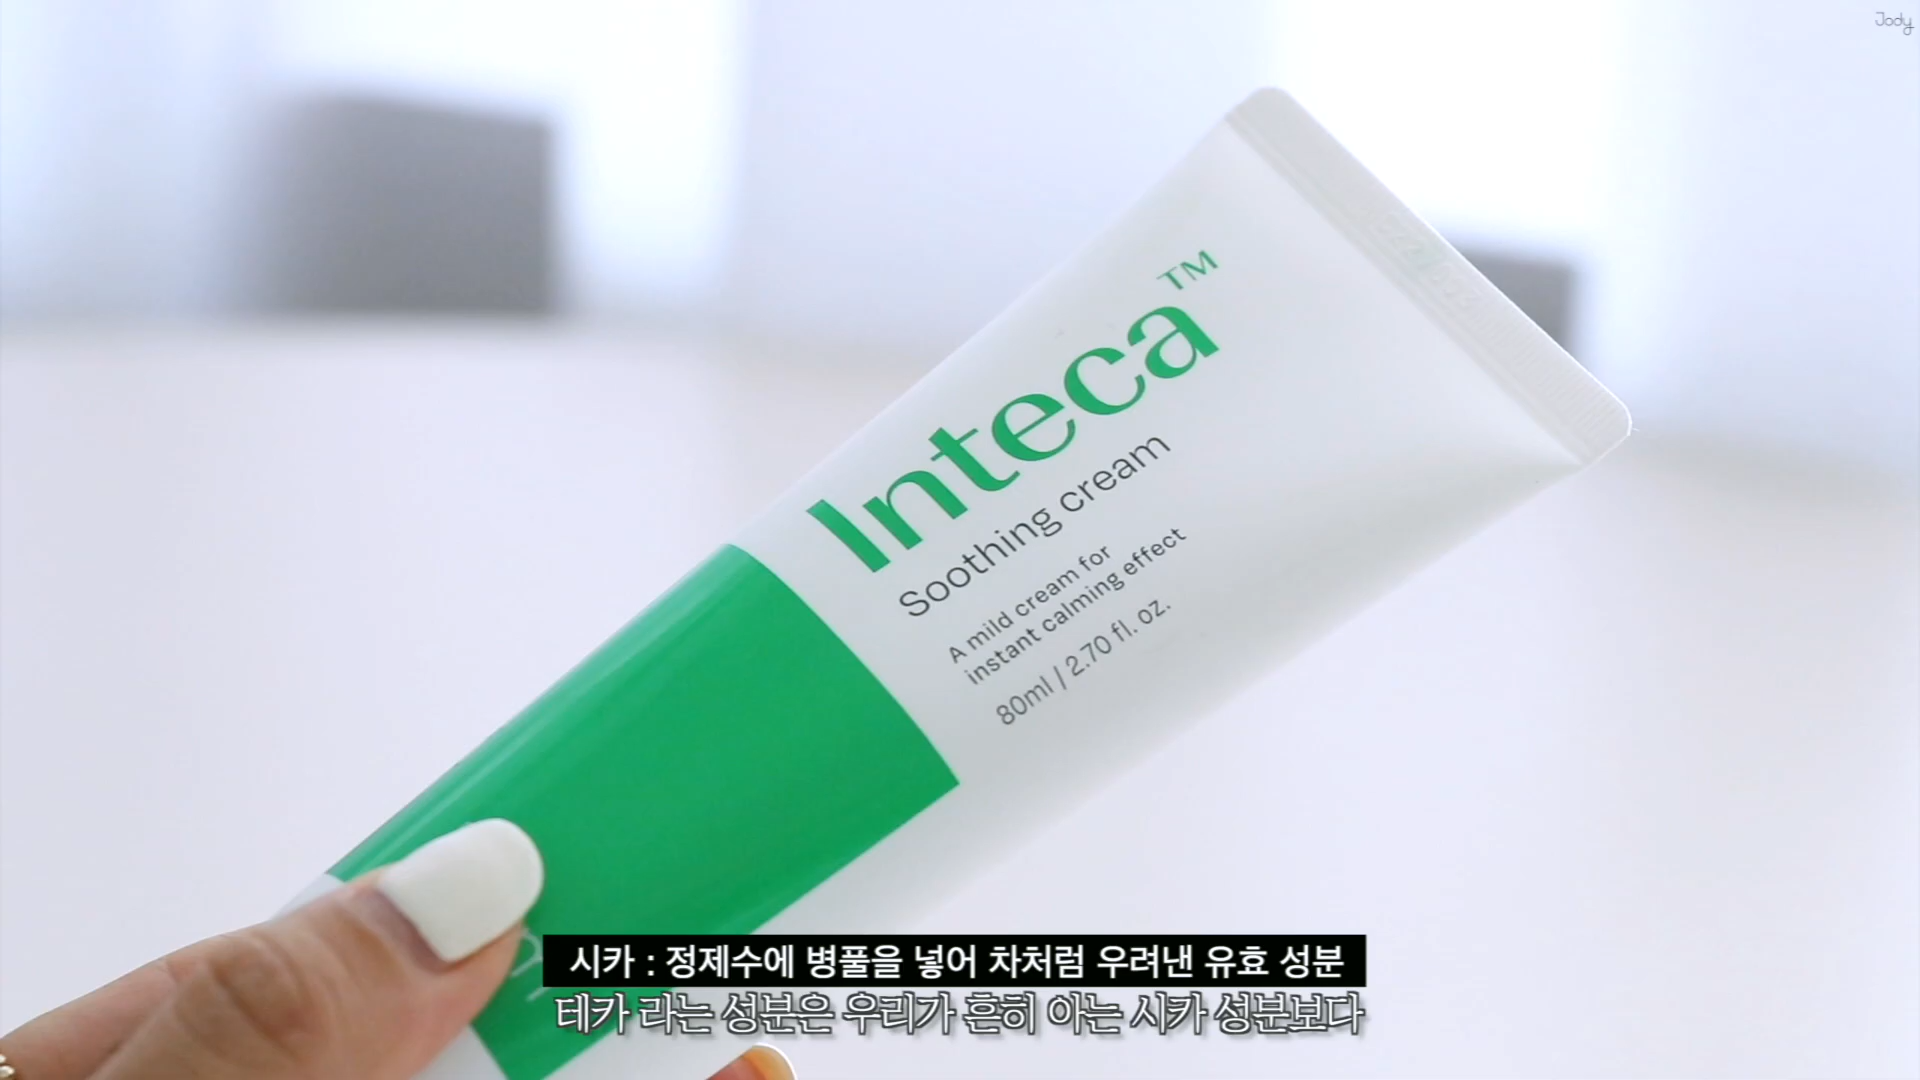 Jody
Inteca™
Soothing cream
A mild cream for
instant calming effect
80ml / 2.70 fl. oz.
시카 : 정제수에 병풀을 넣어 차처럼 우려낸 유효 성분
테카 라는 성분은 우리가 흔히 아는 시카 성분보다